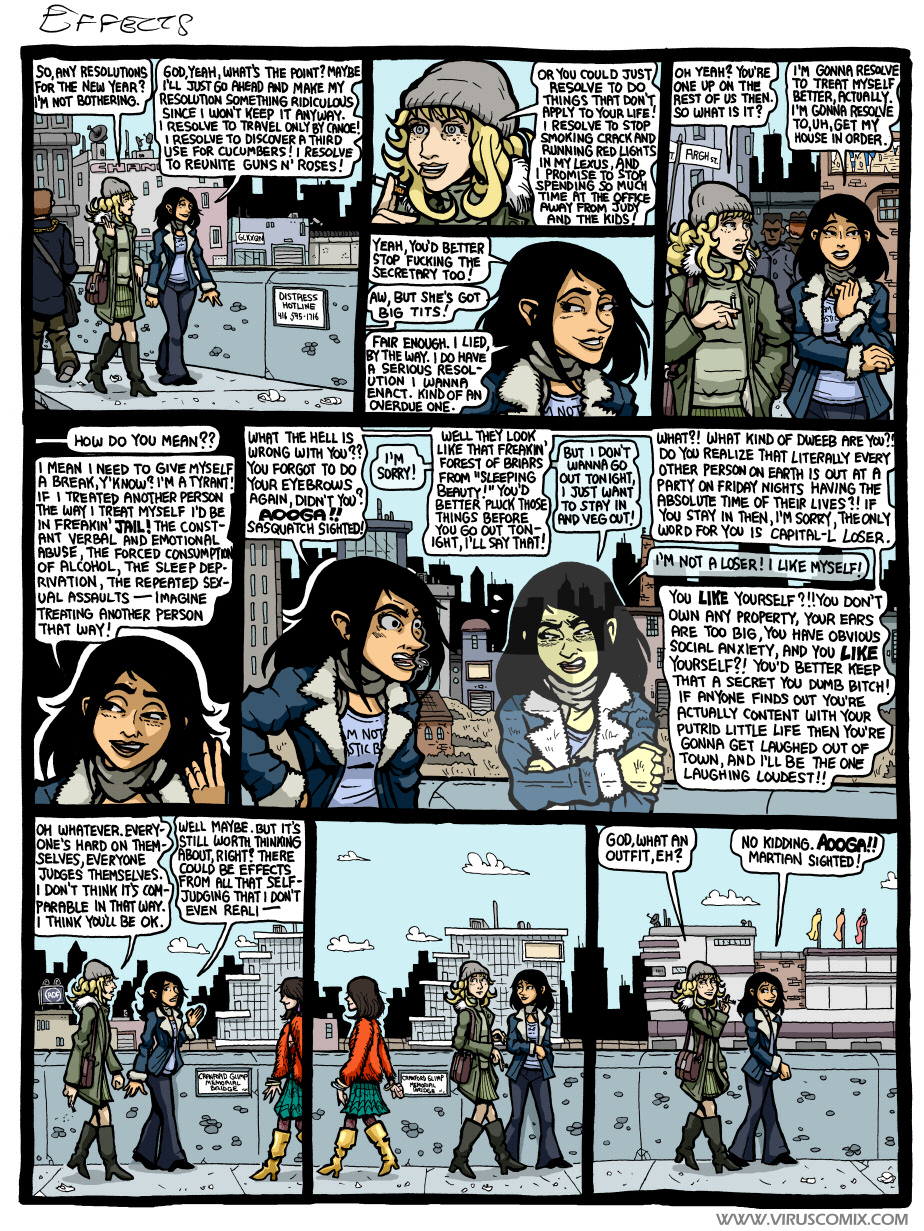 EFFECTS
SO, ANY RESOLUTIONS
FOR THE NEW YEAR?
I'M NOT BOTHERING.
GOD, YEAH, WHAT'S THE POINT? MAYBE
I'LL JUST GO AHEAD AND MAKE MY
RESOLUTION SOMETHING RIDICULOUS
SINCE I WON'T KEEP IT ANYWAY.
I RESOLVE TO TRAVEL ONLY BY CANOE!
I RESOLVE TO DISCOVER A THIRD
USE FOR CUCUMBERS! I RESOLVE
TO REUNITE GUNS N' ROSES!
CHAN
GLKXQN
DISTRESS
HOTLINE
416 595-1716
OR YOU COULD JUST
RESOLVE TO DO
THINGS THAT DON'T
APPLY TO YOUR LIFE!
I RESOLVE TO STOP
SMOKING CRACK AND
RUNNING RED LIGHTS
IN MY LEXUS, AND
I PROMISE TO STOP
SPENDING SO MUCH
TIME AT THE OFFICE
AWAY FROM JUDY
AND THE KIDS!
YEAH, YOU'D BETTER
STOP FUCKING THE
SECRETARY TOO!
AW, BUT SHE'S GOT
BIG TITS!
FAIR ENOUGH. I LIED,
BY THE WAY. I DO HAVE
A SERIOUS RESOL-
UTION I WANNA
ENACT. KIND OF AN
OVERDUE ONE.
I'M NOT
OH YEAH? YOU'RE
ONE UP ON THE
REST OF US THEN.
SO WHAT IS IT?
I'M GONNA RESOLVE
TO TREAT MYSELF
BETTER, ACTUALLY.
I'M GONNA RESOLVE
TO, UH, GET MY
HOUSE IN ORDER.
ARGH ST.
HOW DO YOU MEAN??
I MEAN I NEED TO GIVE MYSELF
A BREAK, Y'KNOW? I'M A TYRANT!
IF I TREATED ANOTHER PERSON
THE WAY I TREAT MYSELF I'D BE
IN FREAKIN' JAIL! THE CONST-
ANT VERBAL AND EMOTIONAL
ABUSE, THE FORCED CONSUMPTION
OF ALCOHOL, THE SLEEP DEP-
RIVATION, THE REPEATED SEX-
UAL ASSAULTS — IMAGINE
TREATING ANOTHER PERSON
THAT WAY!
WHAT THE HELL IS
WRONG WITH YOU??
YOU FORGOT TO DO
YOUR EYEBROWS
AGAIN, DIDN'T YOU?
AOOGA!!
SASQUATCH SIGHTED!
I'M
SORRY!
WELL THEY LOOK
LIKE THAT FREAKIN'
FOREST OF BRIARS
FROM "SLEEPING
BEAUTY!" YOU'D
BETTER PLUCK THOSE
THINGS BEFORE
YOU GO OUT TON-
IGHT, I'LL SAY THAT!
BUT I DON'T
WANNA GO
OUT TONIGHT,
I JUST WANT
TO STAY IN
AND VEG OUT!
WHAT?! WHAT KIND OF DWEEB ARE YOU?!
DO YOU REALIZE THAT LITERALLY EVERY
OTHER PERSON ON EARTH IS OUT AT A
PARTY ON FRIDAY NIGHTS HAVING THE
ABSOLUTE TIME OF THEIR LIVES?!! IF
YOU STAY IN THEN, I'M SORRY, THE ONLY
WORD FOR YOU IS CAPITAL-L LOSER.
I'M NOT A LOSER! I LIKE MYSELF!
YOU LIKE YOURSELF?!! YOU DON'T
OWN ANY PROPERTY, YOUR EARS
ARE TOO BIG, YOU HAVE OBVIOUS
SOCIAL ANXIETY, AND YOU LIKE
YOURSELF?! YOU'D BETTER KEEP
THAT A SECRET YOU DUMB BITCH!
IF ANYONE FINDS OUT YOU'RE
ACTUALLY CONTENT WITH YOUR
PUTRID LITTLE LIFE THEN YOU'RE
GONNA GET LAUGHED OUT OF
TOWN, AND I'LL BE THE ONE
LAUGHING LOUDEST!!
I'M NOT
STIC B
OH WHATEVER. EVERY-
ONE'S HARD ON THEM-
SELVES, EVERYONE
JUDGES THEMSELVES.
I DON'T THINK IT'S COM-
PARABLE IN THAT WAY.
I THINK YOU'LL BE OK.
WELL MAYBE. BUT IT'S
STILL WORTH THINKING
ABOUT, RIGHT? THERE
COULD BE EFFECTS
FROM ALL THAT SELF-
JUDGING THAT I DON'T
EVEN REALI —
ADF
CRAWFORD GLIMP
MEMORIAL
BRIDGE
CRAWFORD GLIMP
MEMORIAL
BRIDGE
GOD, WHAT AN
OUTFIT, EH?
NO KIDDING. AOOGA!!
MARTIAN SIGHTED!
WWW.VIRUSCOMIX.COM